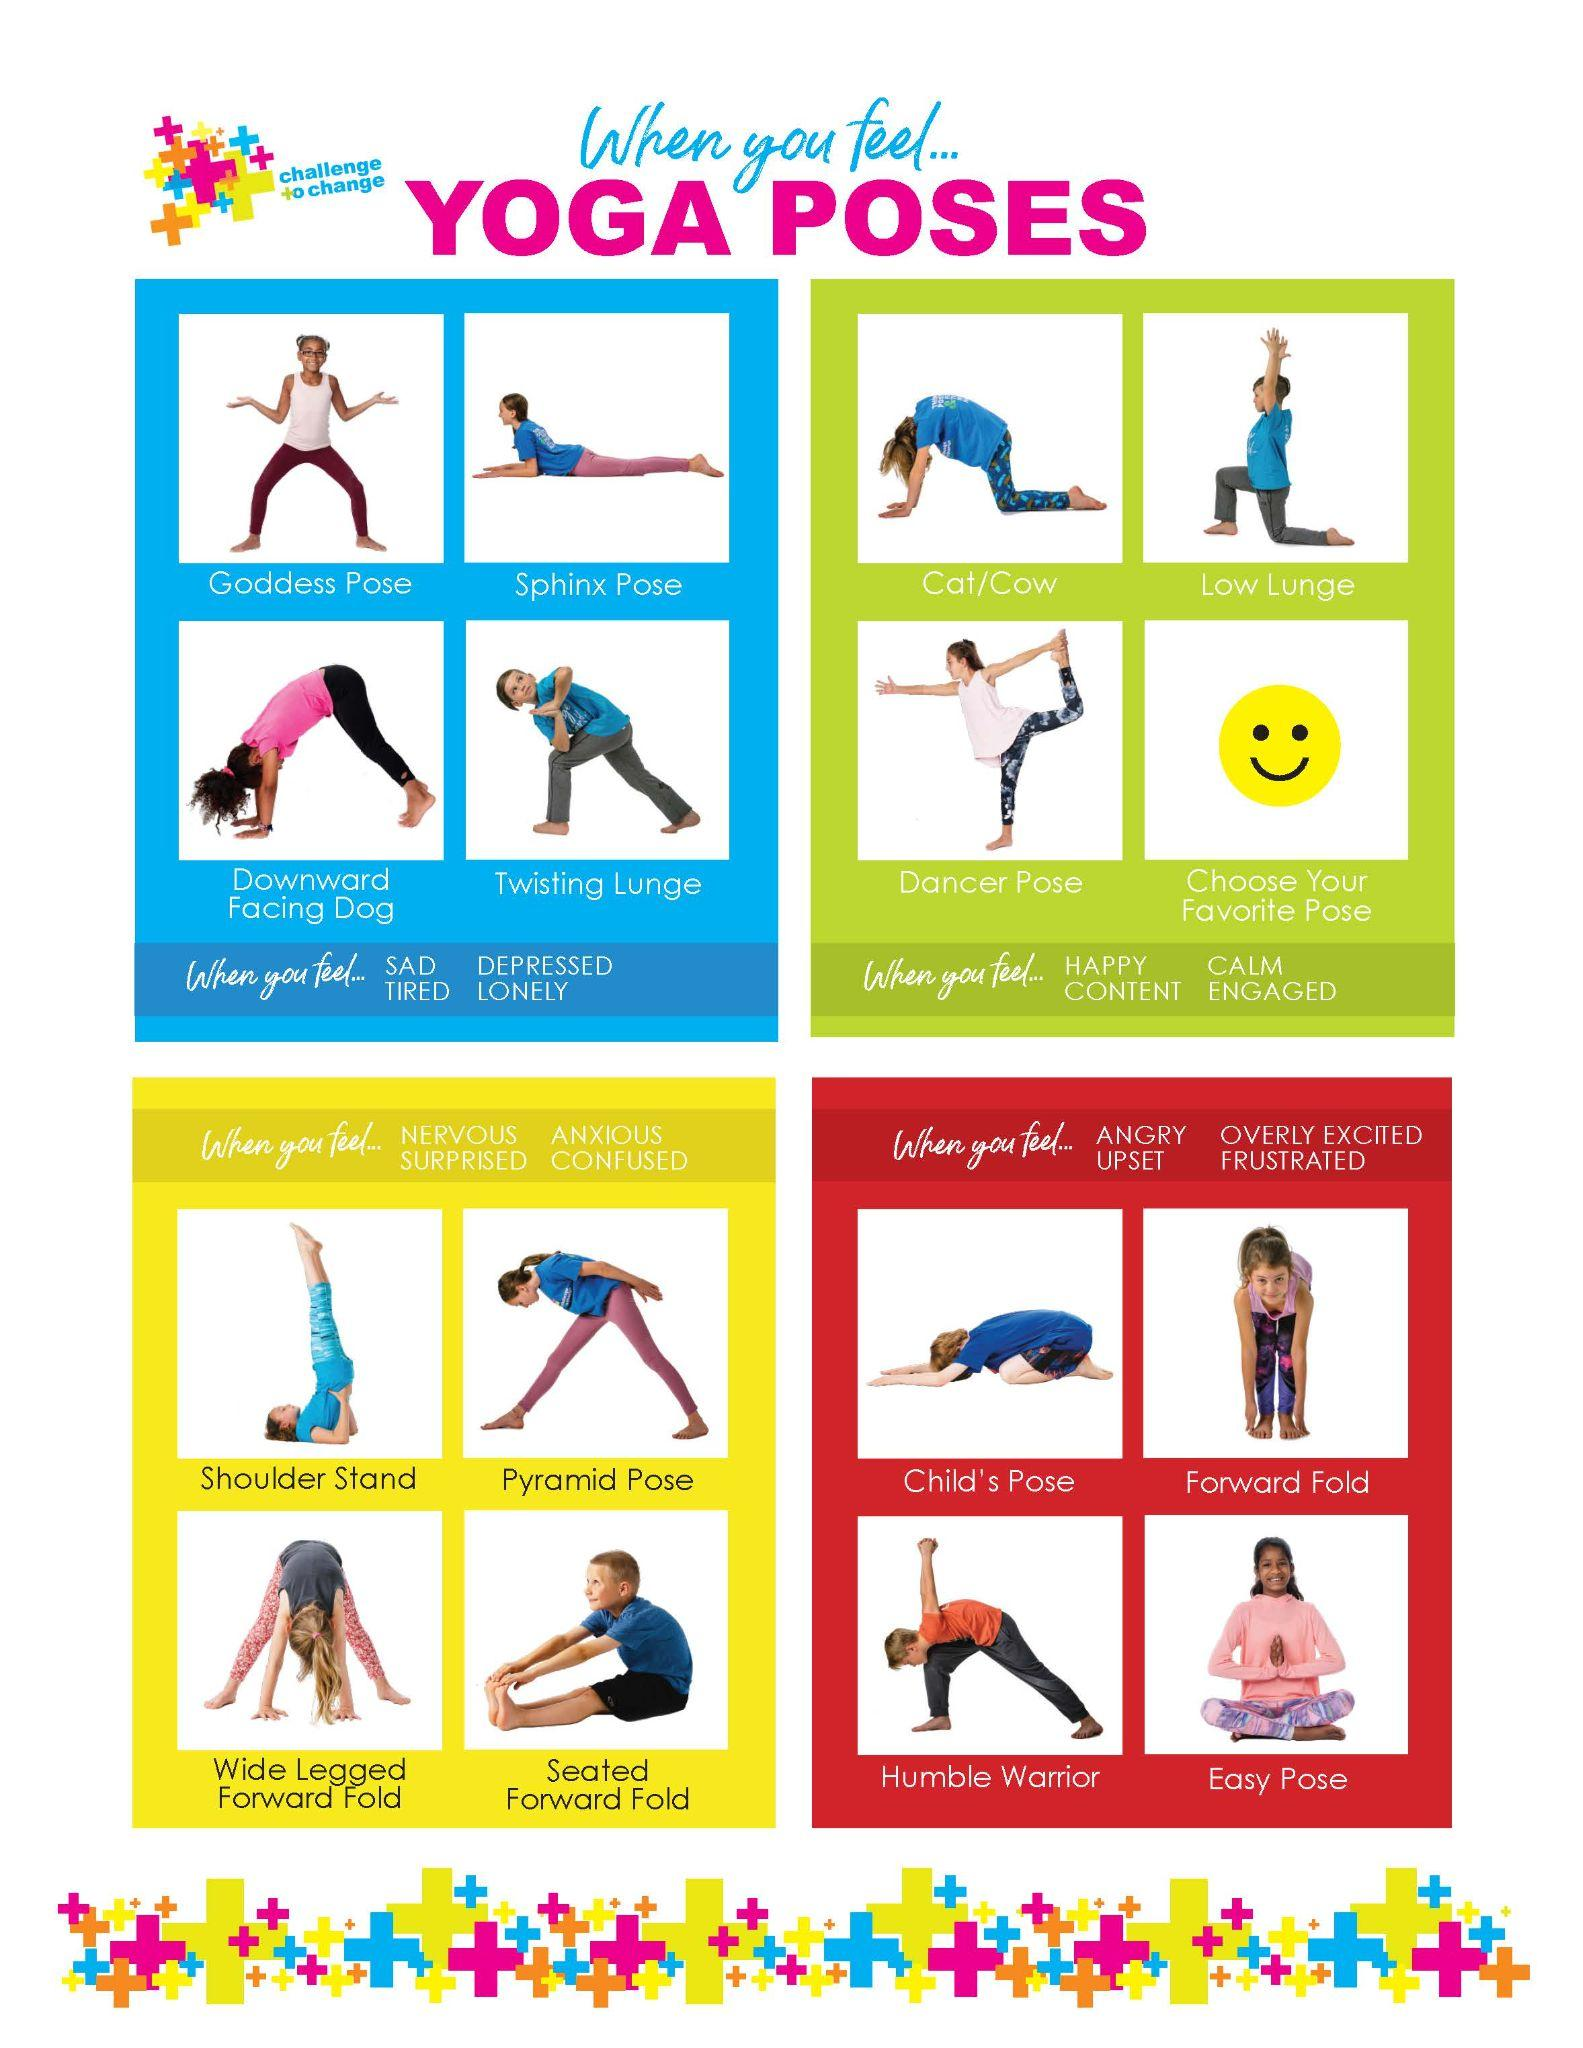 challenge
to change
When you feel...
YOGA POSES
Goddess Pose
Sphinx Pose
Downward
Facing Dog
Twisting Lunge
When you feel...
SAD
DEPRESSED
TIRED
LONELY
Cat/Cow
Low Lunge
Dancer Pose
Choose Your
Favorite Pose
When you feel...
HAPPY
CALM
CONTENT
ENGAGED
When you feel...
NERVOUS
ANXIOUS
SURPRISED
CONFUSED
Shoulder Stand
Pyramid Pose
Wide Legged
Forward Fold
Seated
Forward Fold
When you feel...
ANGRY
OVERLY EXCITED
UPSET
FRUSTRATED
Child's Pose
Forward Fold
Humble Warrior
Easy Pose